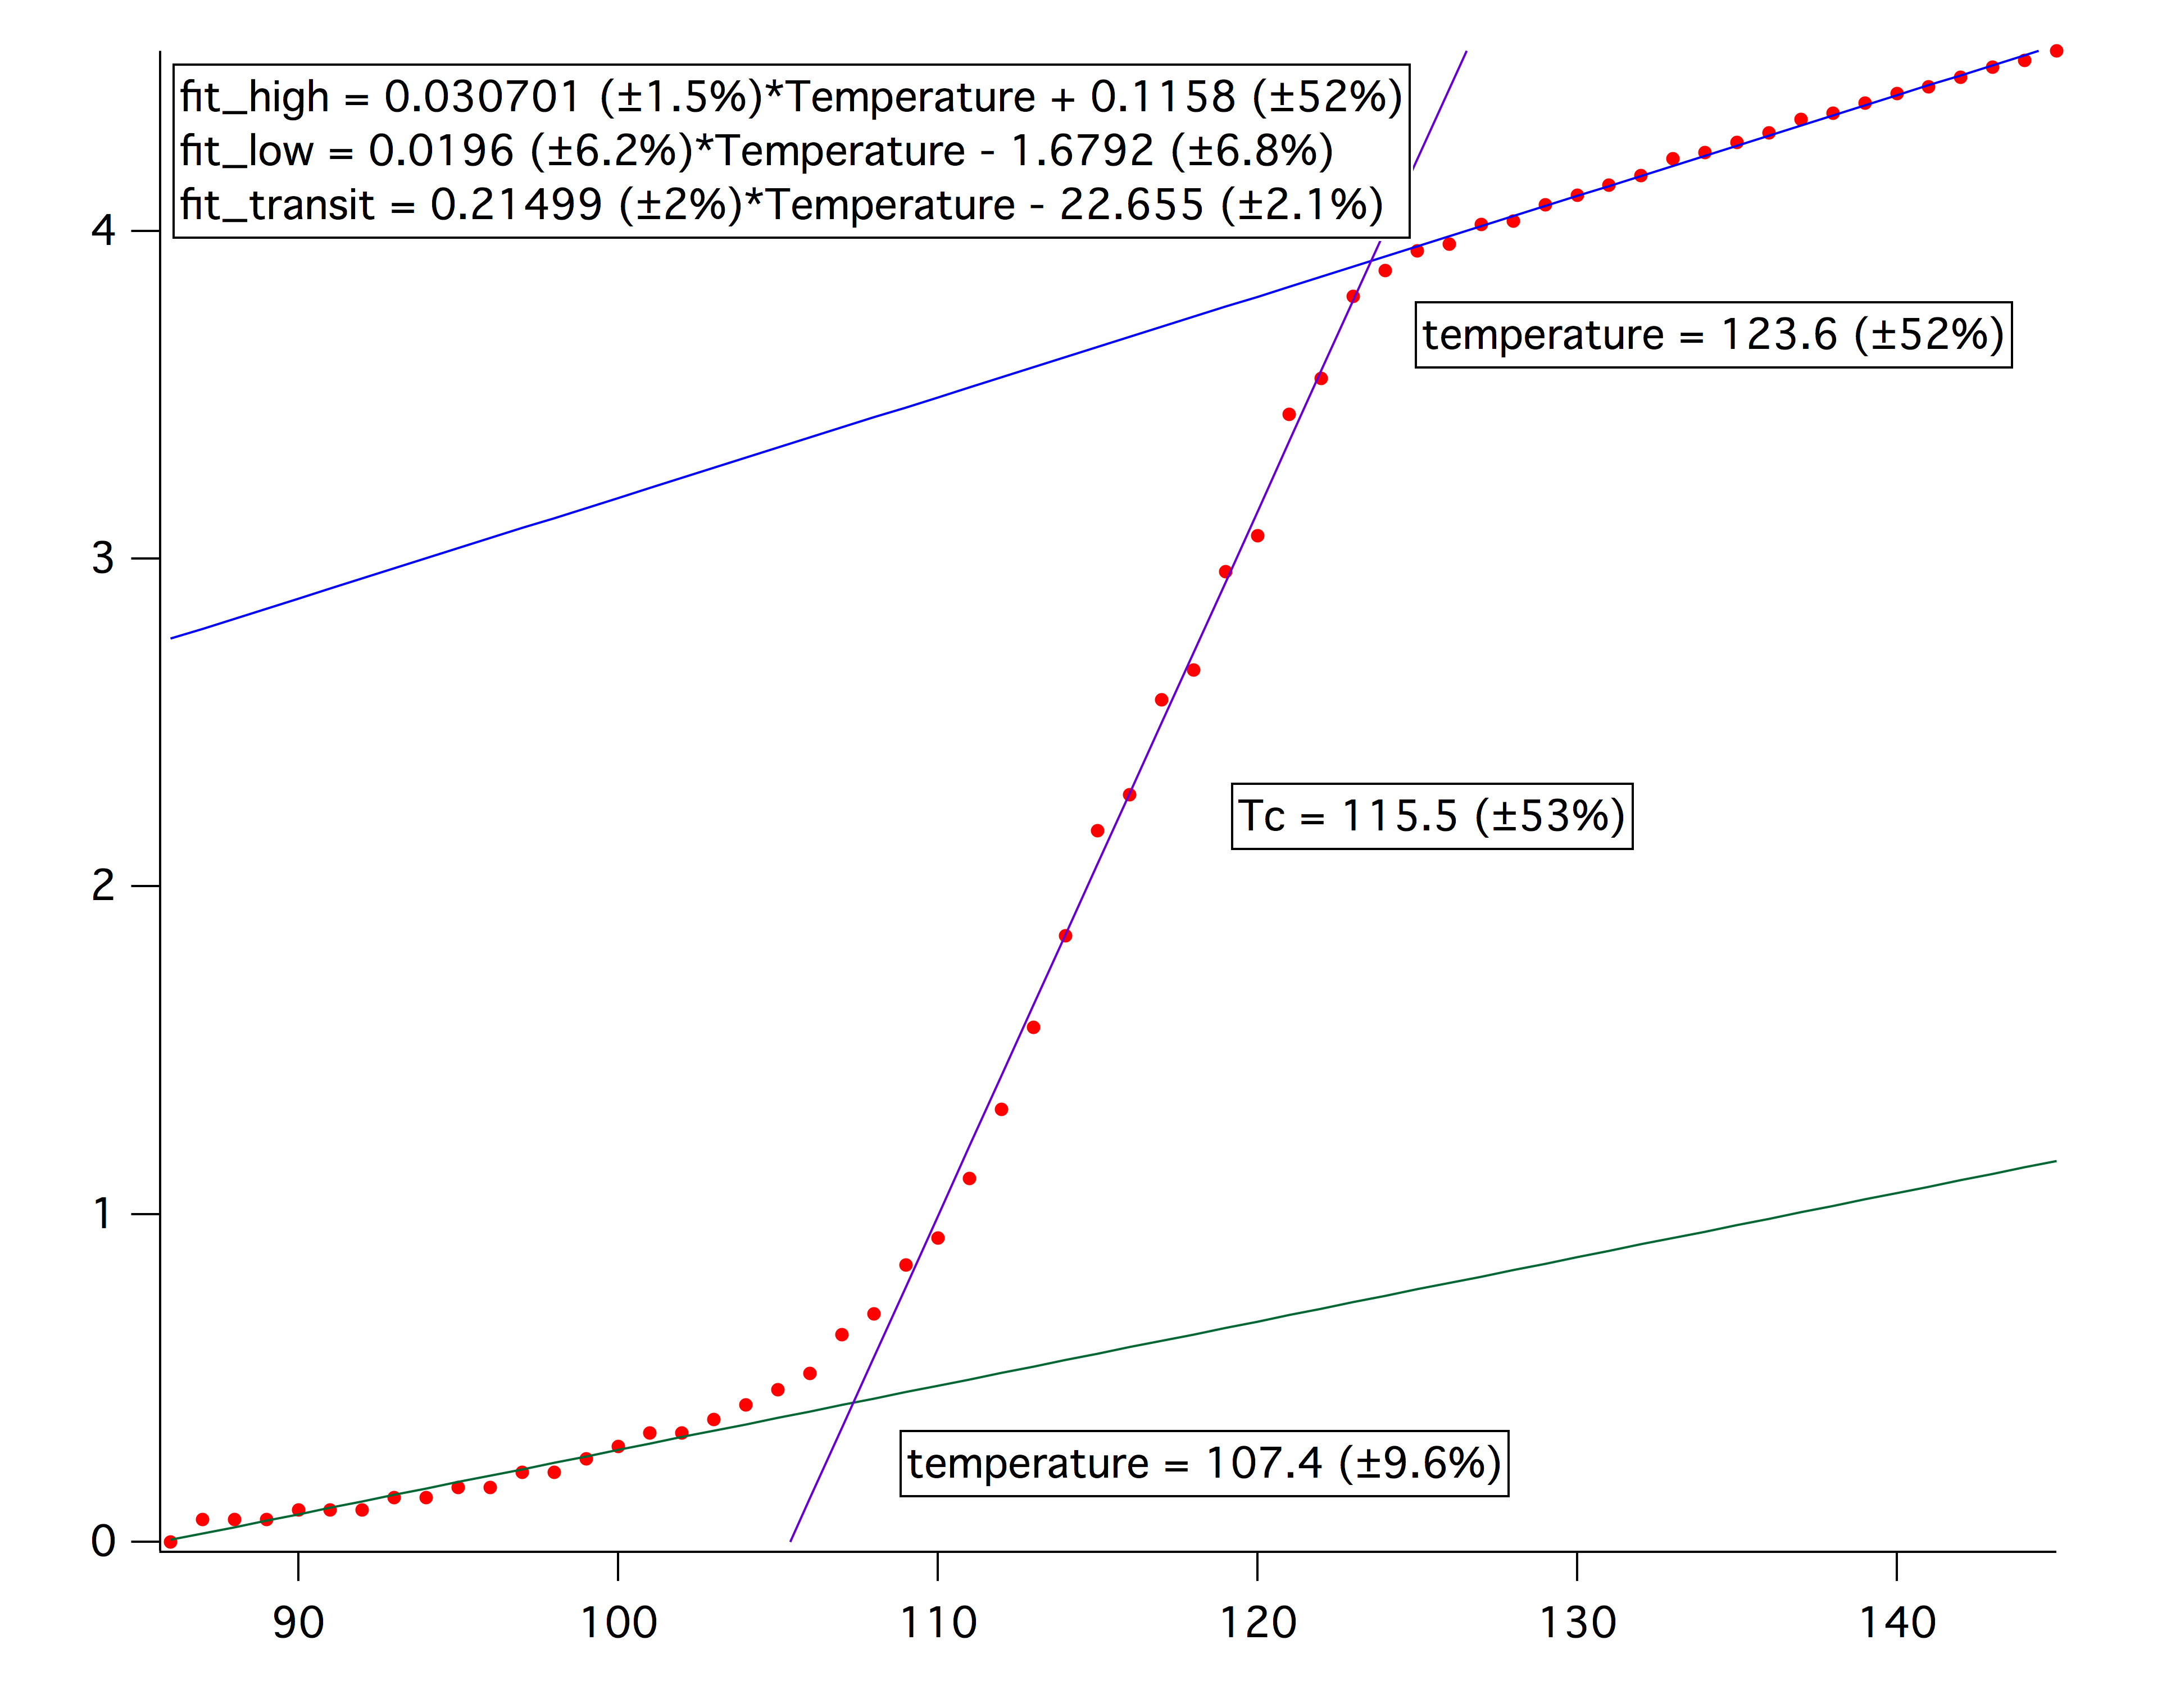 fit_high = 0.030701 (±1.5%)*Temperature + 0.1158 (±52%)
fit_low = 0.0196 (±6.2%)*Temperature - 1.6792 (±6.8%)
fit_transit = 0.21499 (±2%)*Temperature - 22.655 (±2.1%)
4
temperature = 123.6 (±52%)
3
Tc = 115.5 (±53%)
2
1
temperature = 107.4 (±9.6%)
0
90 100 110 120 130 140